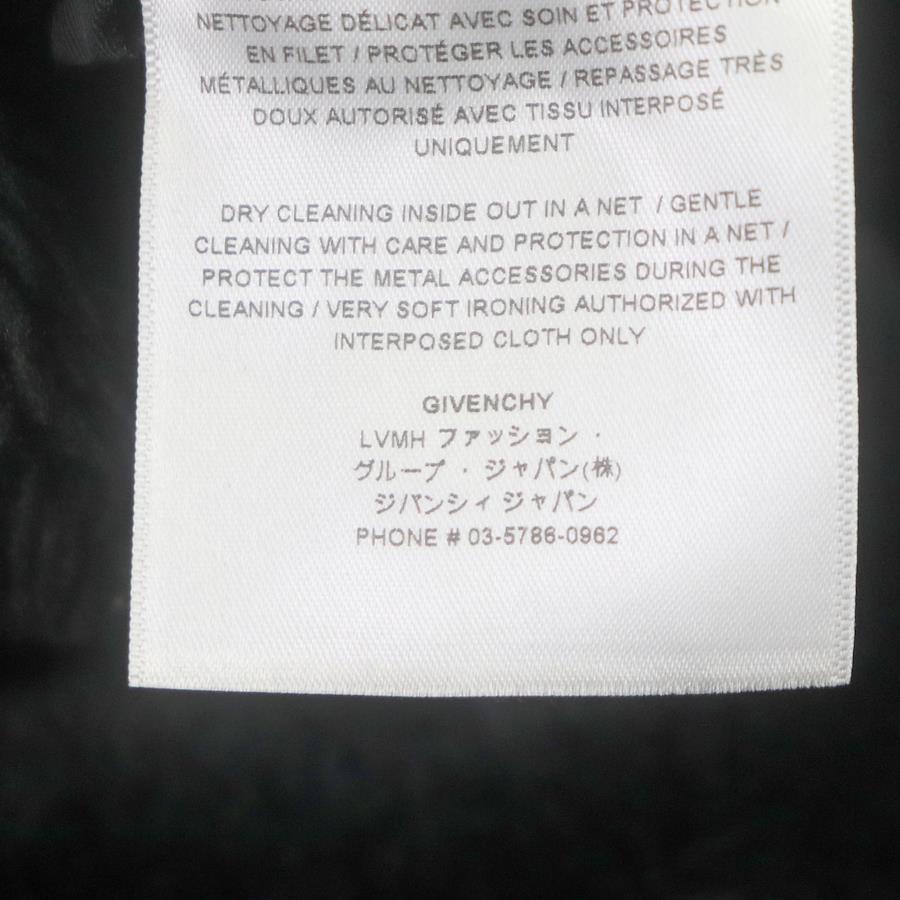 NETTOYAGE DÉLICAT AVEC SOIN ET PROTECTION
EN FILET / PROTÉGER LES ACCESSOIRES
MÉTALLIQUES AU NETTOYAGE / REPASSAGE TRÈS
DOUX AUTORISÉ AVEC TISSU INTERPOSÉ
UNIQUEMENT
DRY CLEANING INSIDE OUT IN A NET / GENTLE
CLEANING WITH CARE AND PROTECTION IN A NET /
PROTECT THE METAL ACCESSORIES DURING THE
CLEANING / VERY SOFT IRONING AUTHORIZED WITH
INTERPOSED CLOTH ONLY
GIVENCHY
LVMH ファッション ·
グループ · ジャパン(株)
ジバンシィ ジャパン
PHONE # 03-5786-0962